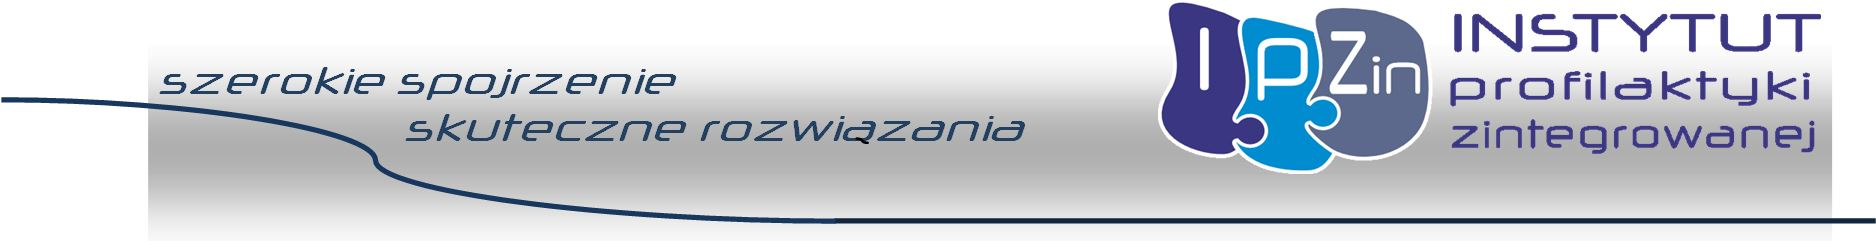 szerokie spojrzenie
skuteczne rozwiązania
IPZin
INSTYTUT
profilaktyki
zintegrowanej